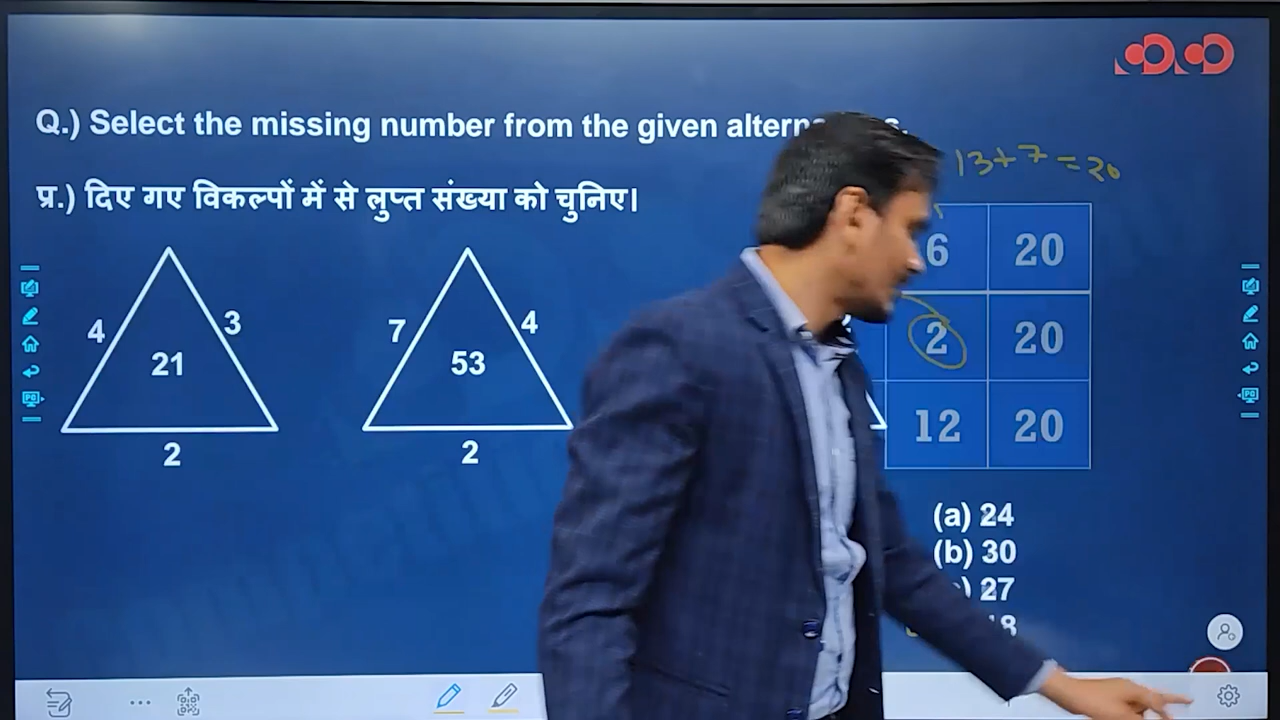 Q.) Select the missing number from the given
13+7=20
प्र.) दिए गए विकल्पों में से लुप्त संख्या को चुनिए।
4 3 21 2
7 4 53 2
6 20
2 20
12 20
(a) 24
(b) 30
27